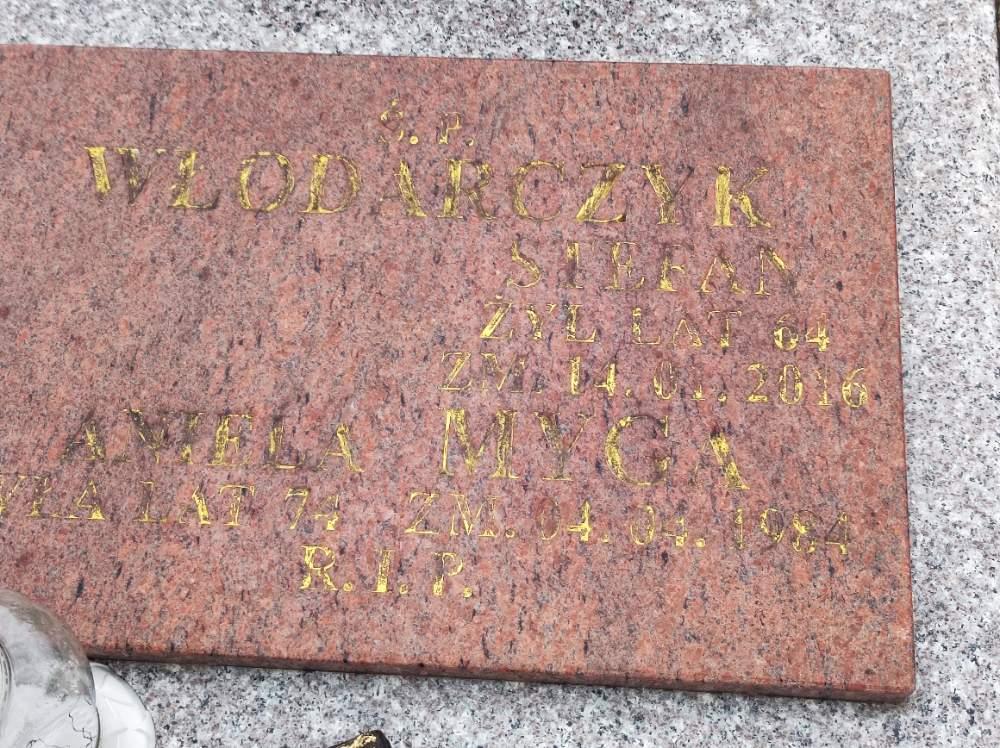 Ś. P.
WŁODARCZYK
STEFAN
ŻYŁ LAT 64
ZM. 14. 01. 2016
ANIELA MYGA
LAT 74 ZM. 04. 04. 1984
R. I. P.